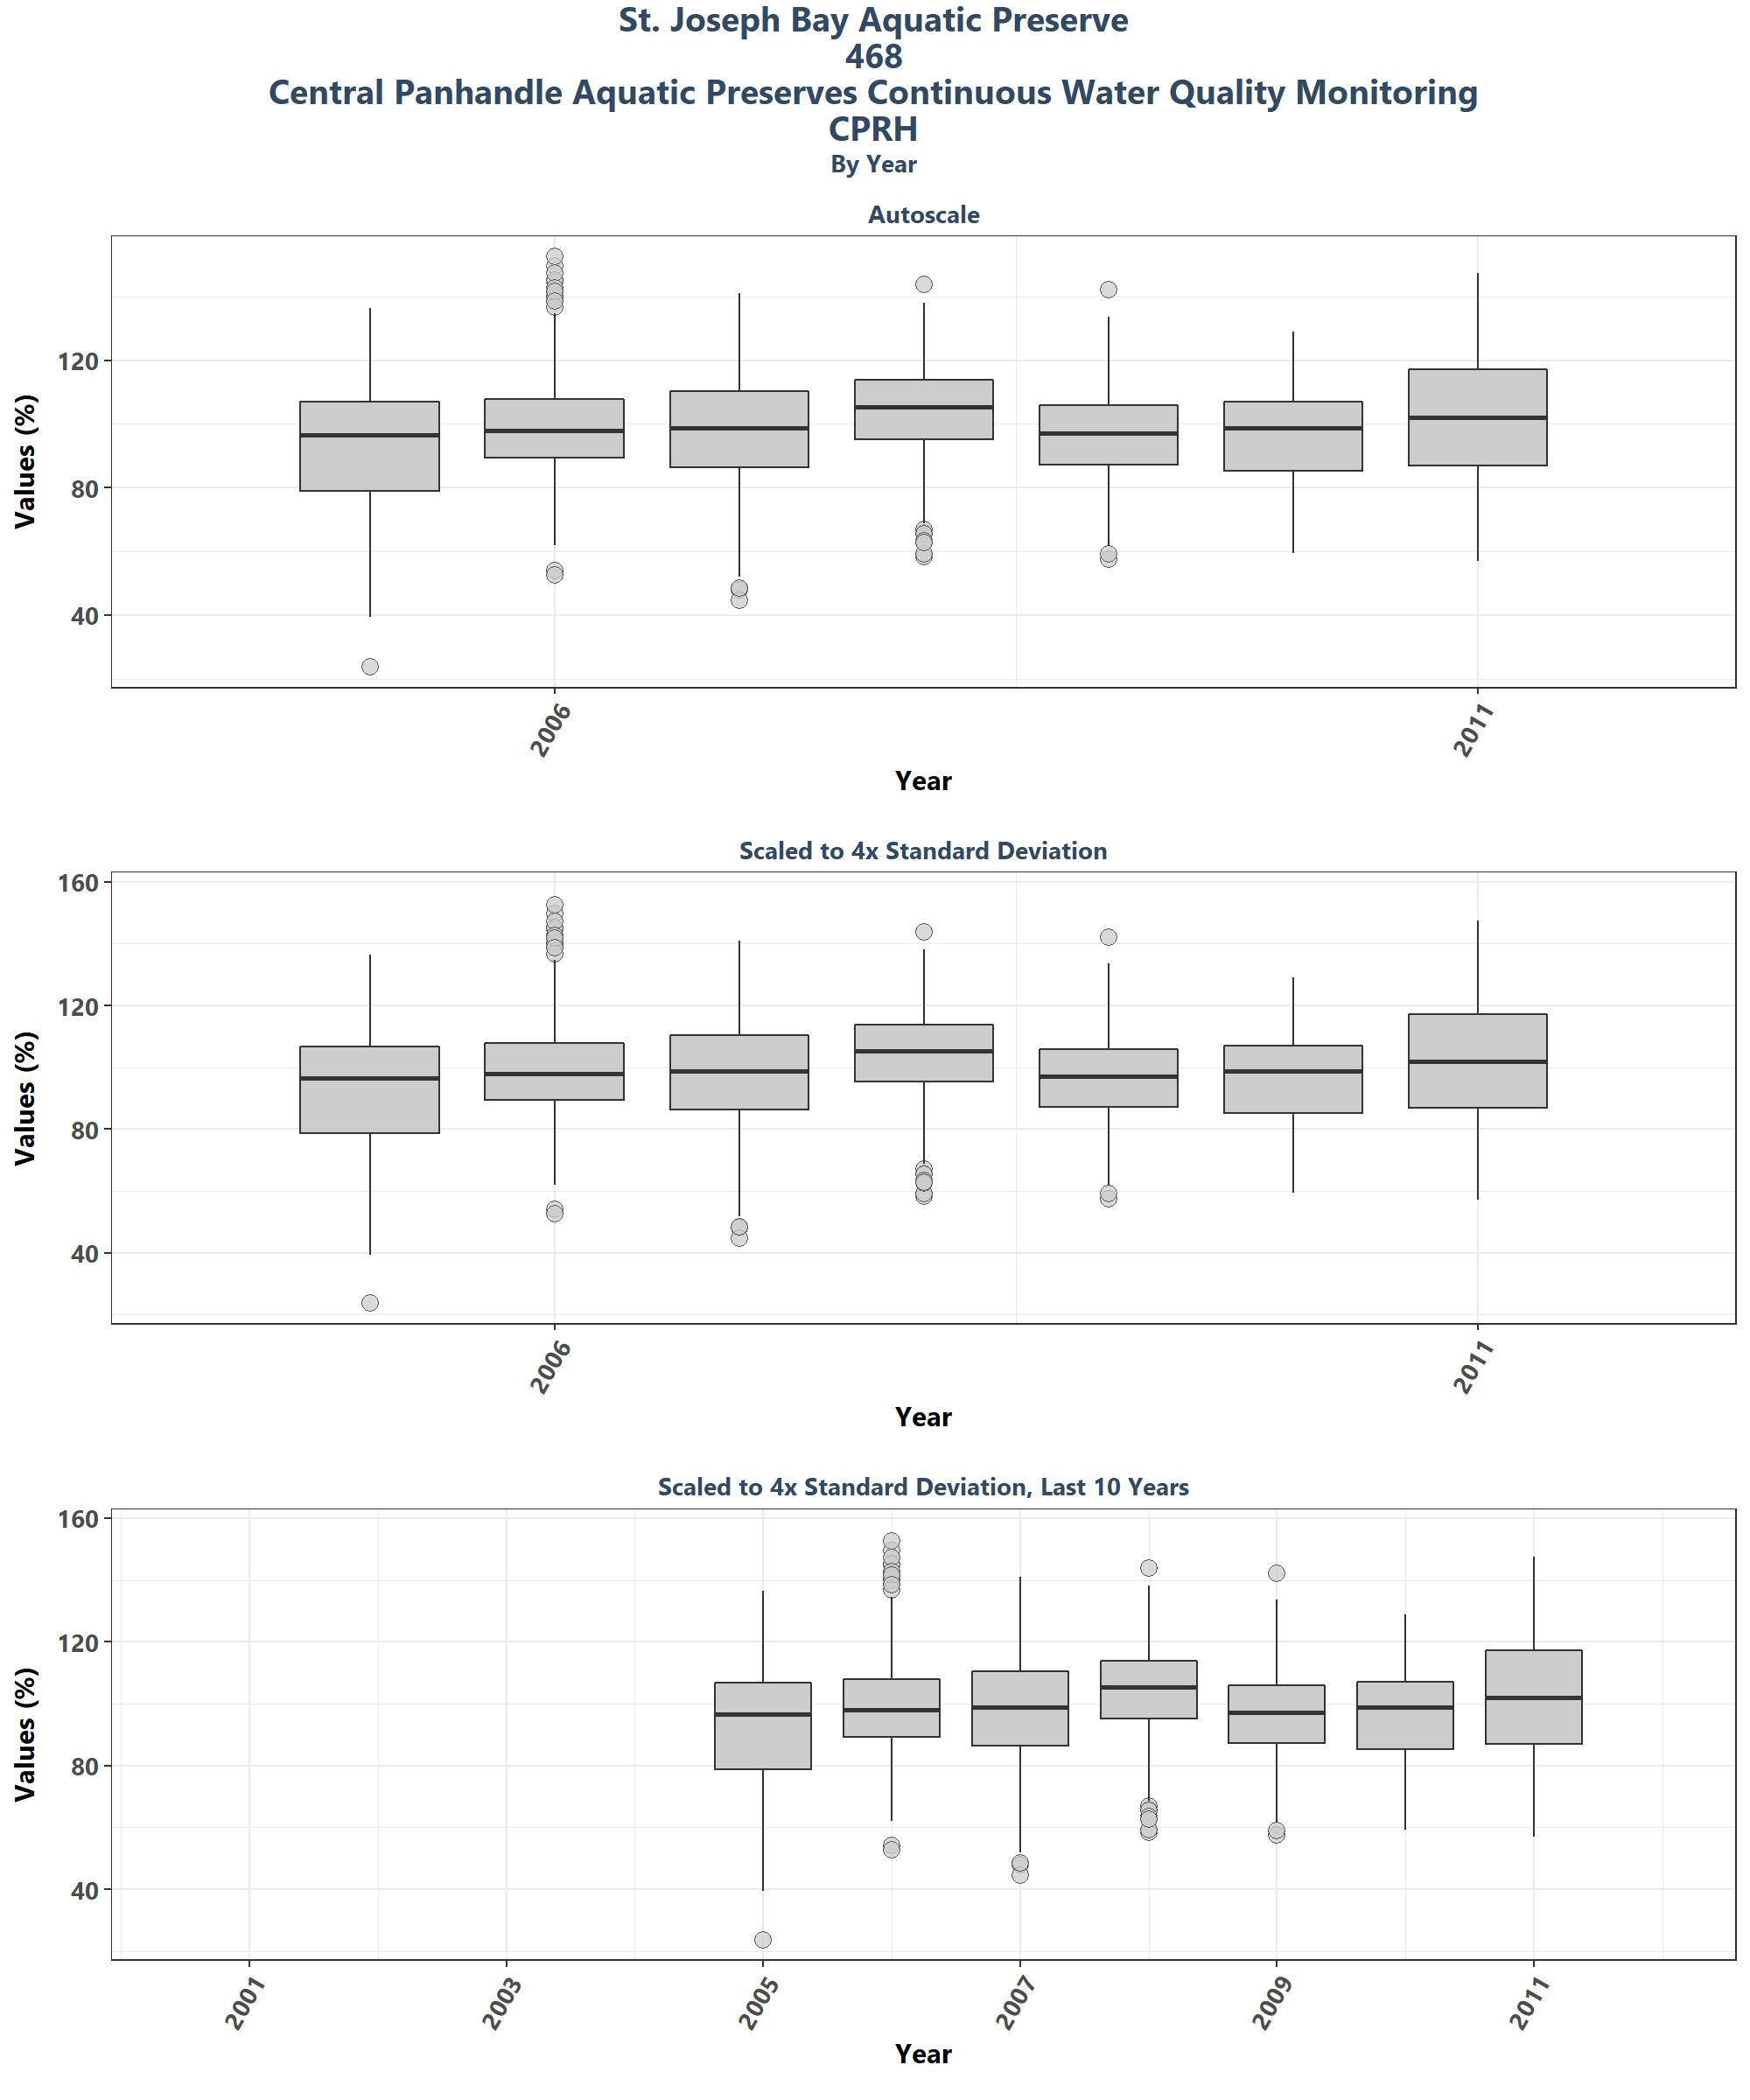 St. Joseph Bay Aquatic Preserve
468
Central Panhandle Aquatic Preserves Continuous Water Quality Monitoring
CPRH
By Year
Autoscale
Values (%)
120
80
40
2006
2011
Year
Scaled to 4x Standard Deviation
Values (%)
160
120
80
40
2006
2011
Year
Scaled to 4x Standard Deviation, Last 10 Years
Values (%)
160
120
80
40
2001
2003
2005
2007
2009
2011
Year